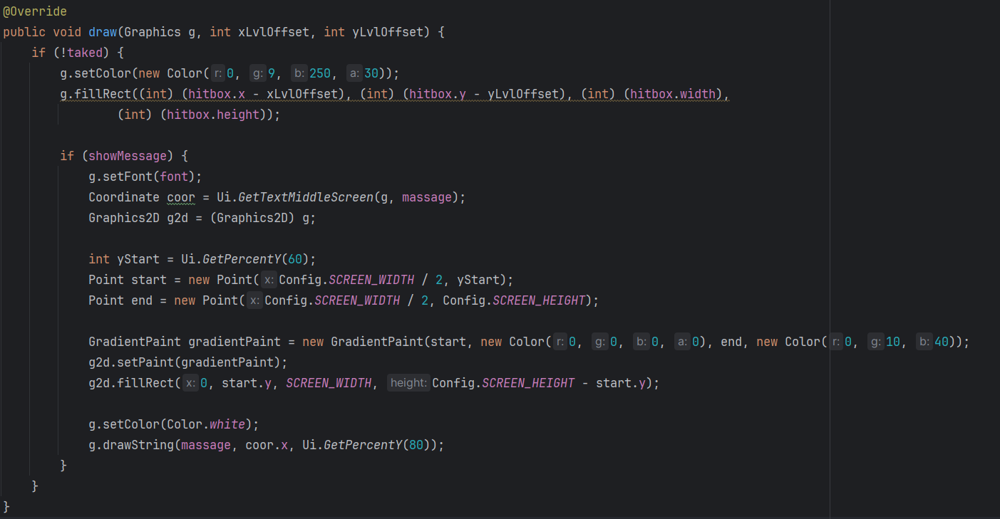 @Override
public void draw(Graphics g, int xLvlOffset, int yLvlOffset) {
    if (!taked) {
        g.setColor(new Color( r: 0,  g: 9,  b: 250,  a: 30));
        g.fillRect((int) (hitbox.x - xLvlOffset), (int) (hitbox.y - yLvlOffset), (int) (hitbox.width),
                (int) (hitbox.height));

        if (showMessage) {
            g.setFont(font);
            Coordinate coor = Ui.GetTextMiddleScreen(g, massage);
            Graphics2D g2d = (Graphics2D) g;

            int yStart = Ui.GetPercentY(60);
            Point start = new Point( x: Config.SCREEN_WIDTH / 2, yStart);
            Point end = new Point( x: Config.SCREEN_WIDTH / 2, Config.SCREEN_HEIGHT);

            GradientPaint gradientPaint = new GradientPaint(start, new Color( r: 0,  g: 0,  b: 0,  a: 0), end, new Color( r: 0,  g: 10,  b: 40));
            g2d.setPaint(gradientPaint);
            g2d.fillRect( x: 0, start.y, SCREEN_WIDTH,  height: Config.SCREEN_HEIGHT - start.y);

            g.setColor(Color.white);
            g.drawString(massage, coor.x, Ui.GetPercentY(80));
        }
    }
}